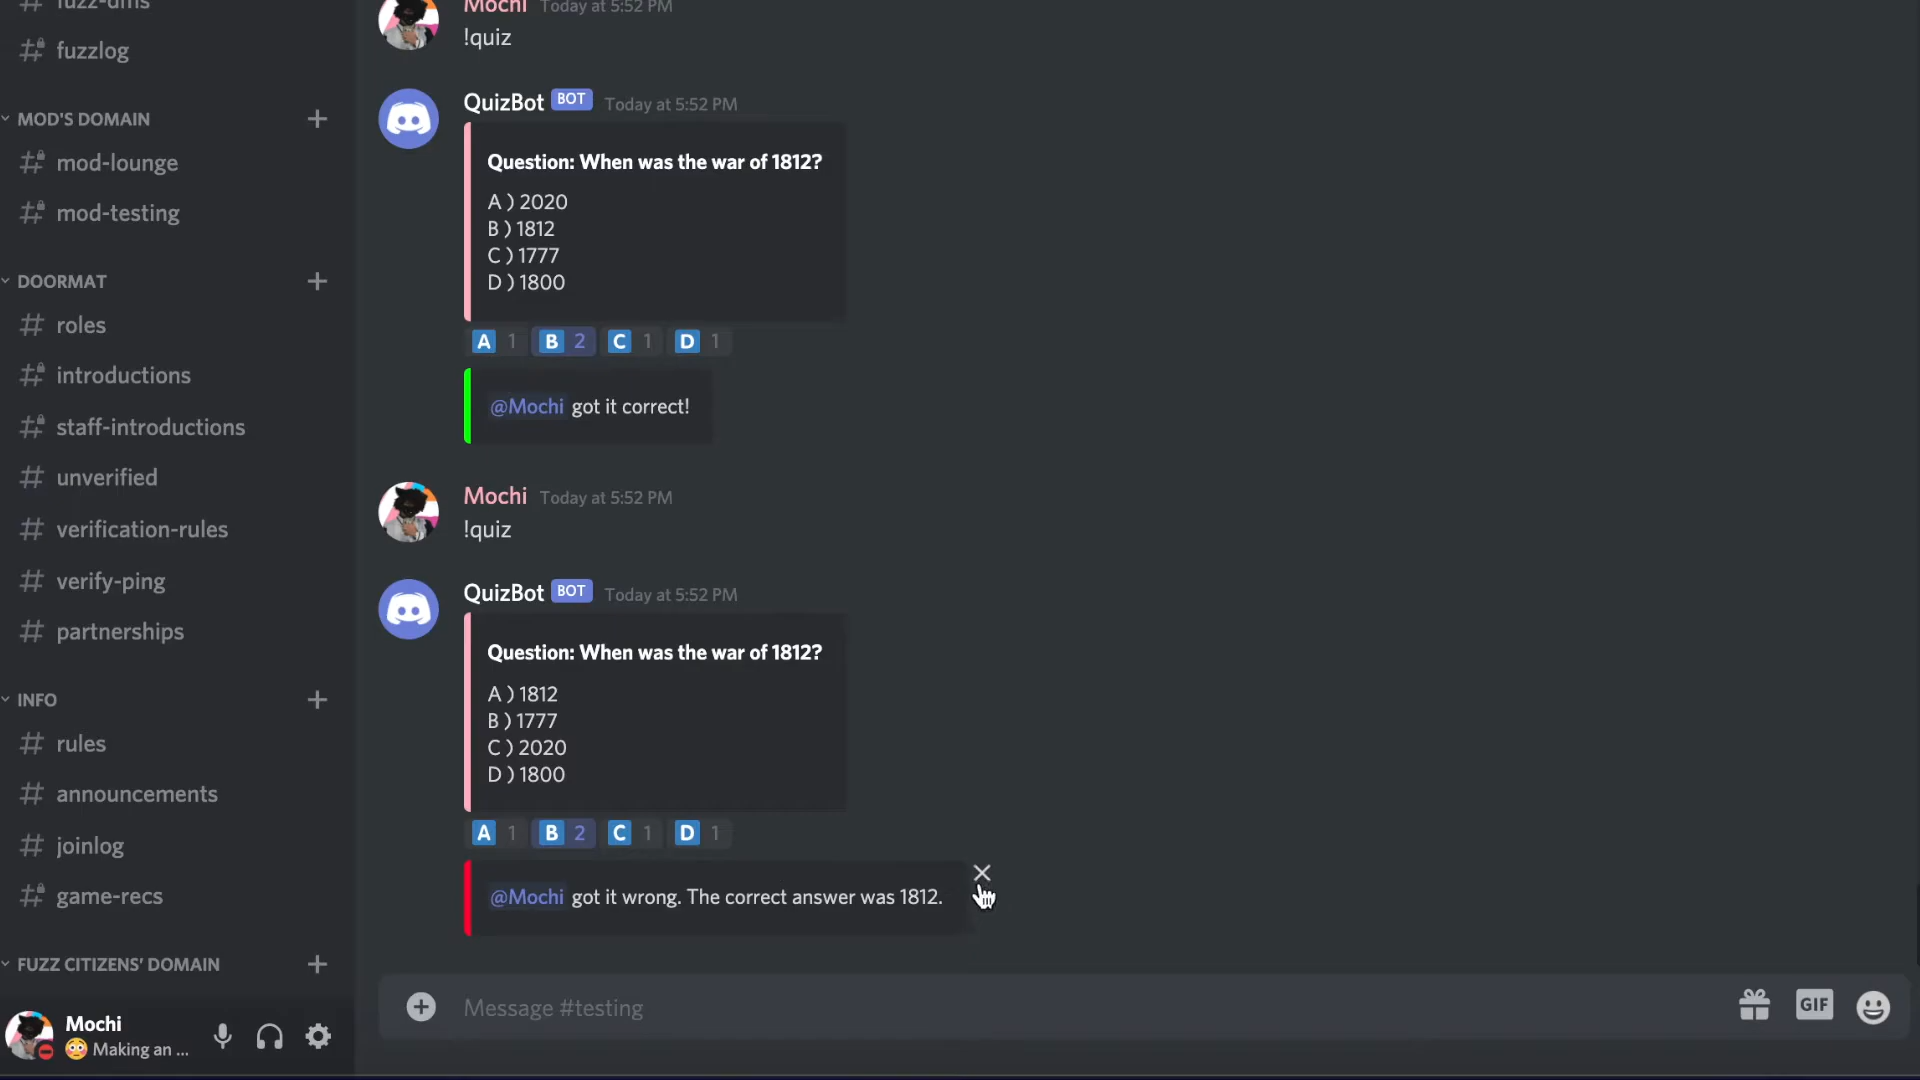 fuzz-dms
fuzzlog
MOD'S DOMAIN
mod-lounge
mod-testing
DOORMAT
roles
introductions
staff-introductions
unverified
verification-rules
verify-ping
partnerships
INFO
rules
announcements
joinlog
game-recs
FUZZ CITIZENS' DOMAIN
Mochi
Making an ...
Mochi Today at 5:52 PM
!quiz
QuizBot BOT Today at 5:52 PM
Question: When was the war of 1812?
A ) 2020
B ) 1812
C ) 1777
D ) 1800
A 1 B 2 C 1 D 1
@Mochi got it correct!
Mochi Today at 5:52 PM
!quiz
QuizBot BOT Today at 5:52 PM
Question: When was the war of 1812?
A ) 1812
B ) 1777
C ) 2020
D ) 1800
A 1 B 2 C 1 D 1
@Mochi got it wrong. The correct answer was 1812.
Message #testing
GIF